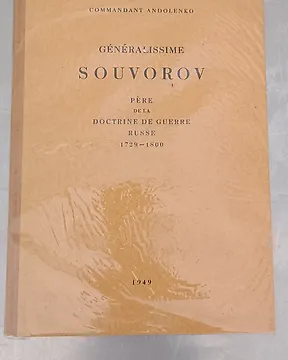 COMMANDANT ANDOLENKO
GÉNÉRALISSIME
SOUVOROV
PÈRE
DE LA
DOCTRINE DE GUERRE
RUSSE
1729-1800
1949